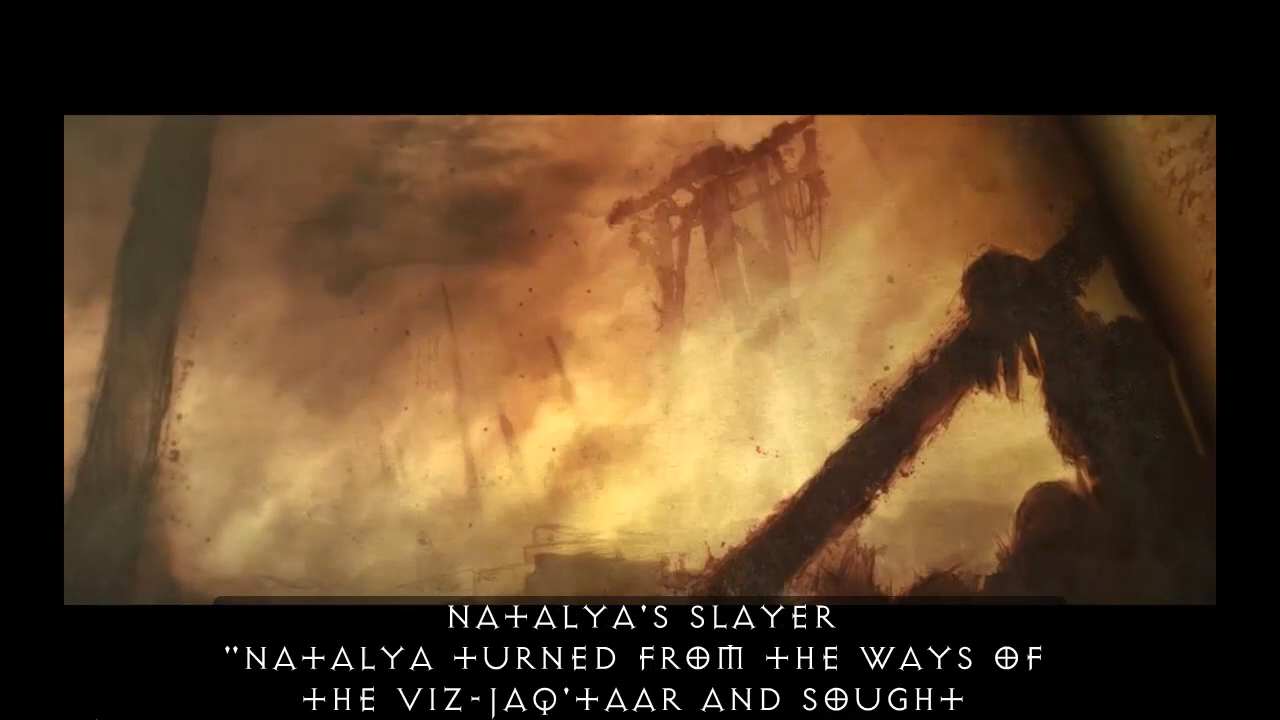 NATALYA'S SLAYER
"NATALYA TURNED FROM THE WAYS OF
THE VIZ-JAQ'TAAR AND SOUGHT